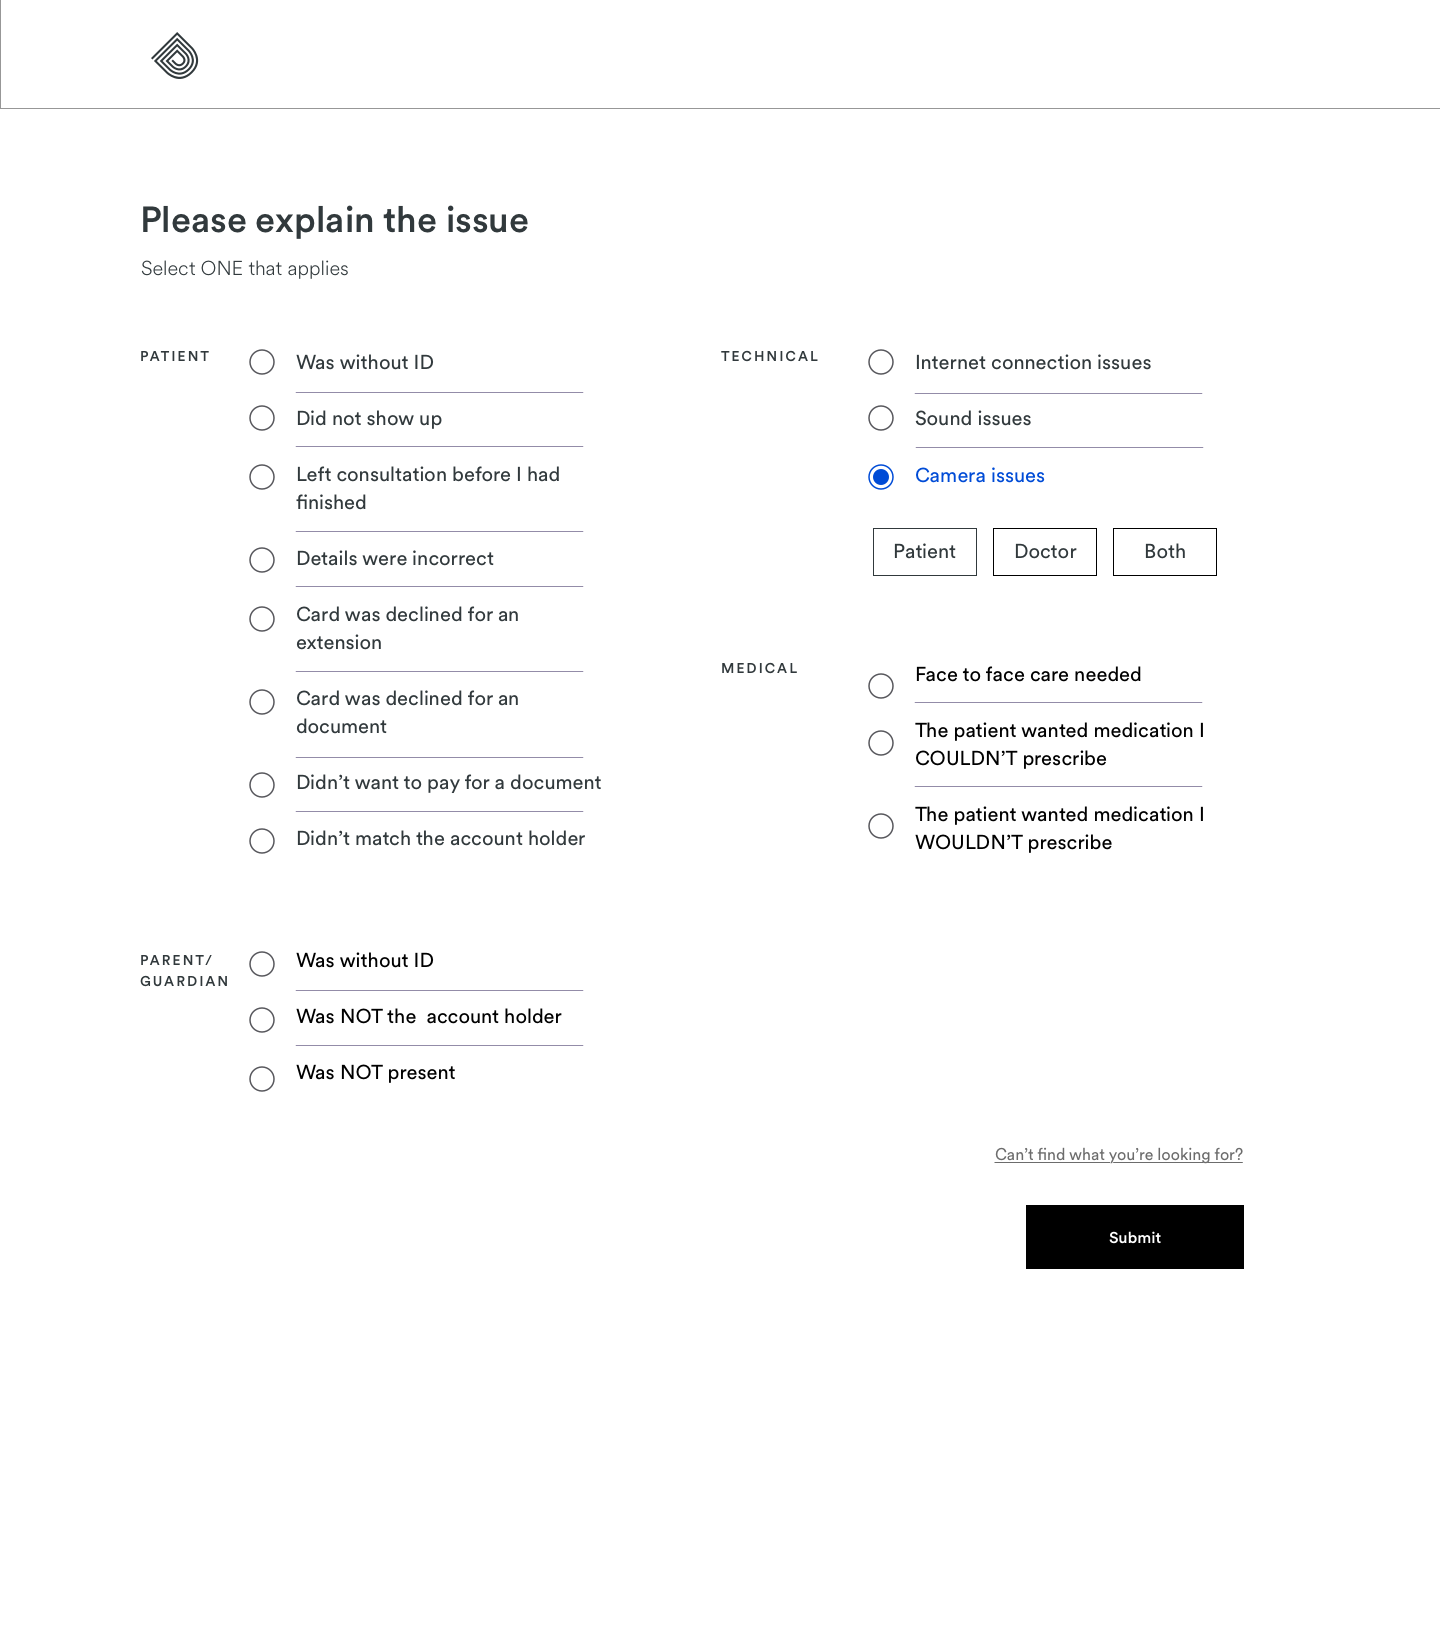 Please explain the issue
Select ONE that applies
PATIENT
Was without ID
Did not show up
Left consultation before I had
finished
Details were incorrect
Card was declined for an
extension
Card was declined for an
document
Didn’t want to pay for a document
Didn’t match the account holder
PARENT/
GUARDIAN
Was without ID
Was NOT the  account holder
Was NOT present
TECHNICAL
Internet connection issues
Sound issues
Camera issues
Patient
Doctor
Both
MEDICAL
Face to face care needed
The patient wanted medication I
COULDN’T prescribe
The patient wanted medication I
WOULDN’T prescribe
Can’t find what you’re looking for?
Submit